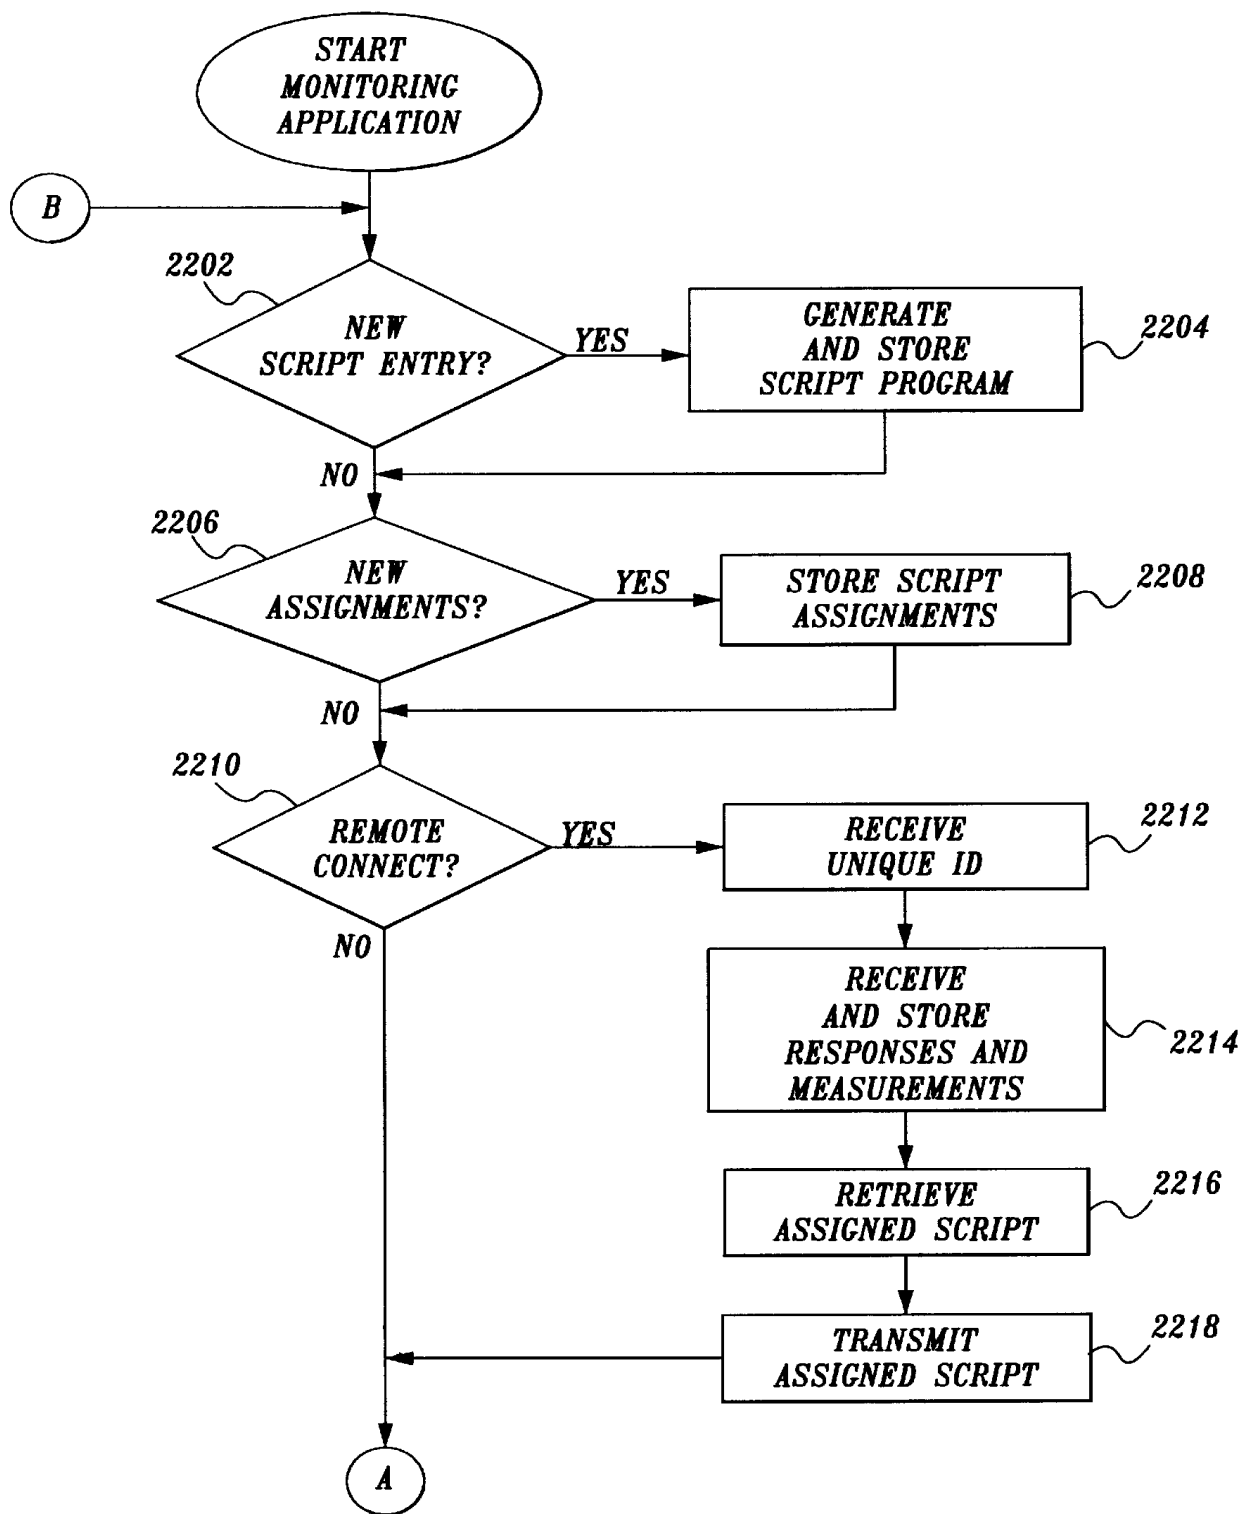 START
MONITORING
APPLICATION
B
2202
NEW
SCRIPT ENTRY?
YES
GENERATE
AND STORE
SCRIPT PROGRAM
2204
NO
2206
NEW
ASSIGNMENTS?
YES
STORE SCRIPT
ASSIGNMENTS
2208
NO
2210
REMOTE
CONNECT?
YES
RECEIVE
UNIQUE ID
2212
NO
RECEIVE
AND STORE
RESPONSES AND
MEASUREMENTS
2214
RETRIEVE
ASSIGNED SCRIPT
2216
TRANSMIT
ASSIGNED SCRIPT
2218
A